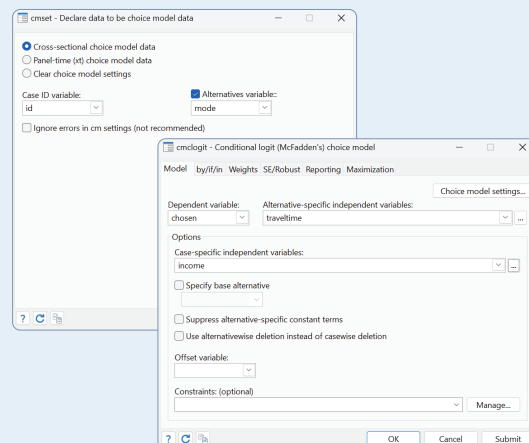 cmset - Declare data to be choice model data
Cross-sectional choice model data
Panel-time (xt) choice model data
Clear choice model settings
Case ID variable:
Alternatives variable::
id
mode
Ignore errors in cm settings (not recommended)
cmclogit - Conditional logit (McFadden's) choice model
Model by/if/in Weights SE/Robust Reporting Maximization
Choice model settings...
Dependent variable:
Alternative-specific independent variables:
chosen
traveltime
...
Options
Case-specific independent variables:
income
...
Specify base alternative
Suppress alternative-specific constant terms
Use alternativewise deletion instead of casewise deletion
Offset variable:
Constraints: (optional)
Manage...
?
? OK Cancel Submit